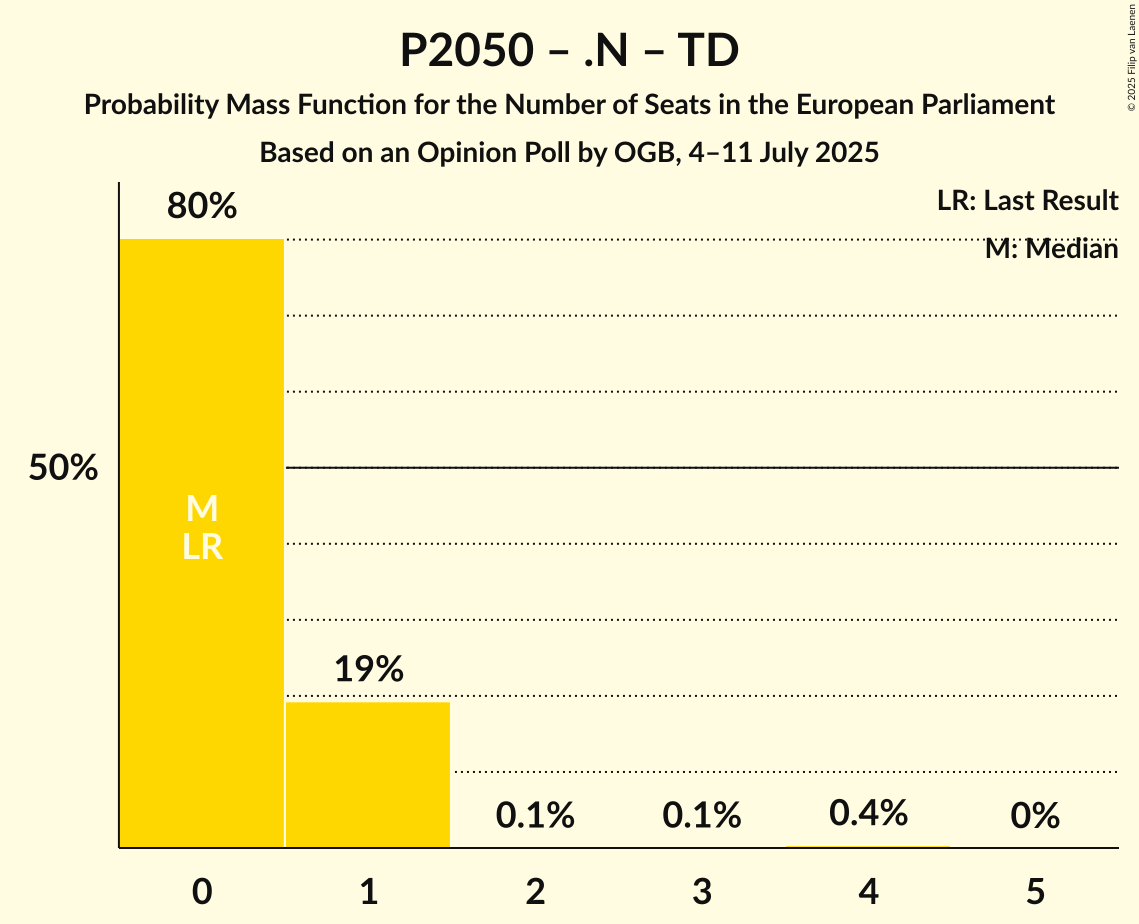 P2050 – .N – TD
Probability Mass Function for the Number of Seats in the European Parliament
Based on an Opinion Poll by OGB, 4–11 July 2025
© 2025 Filip van Laenen
LR: Last Result
M: Median
80%
50%
M
LR
19%
0.1%
0.1%
0.4%
0%
0 1 2 3 4 5